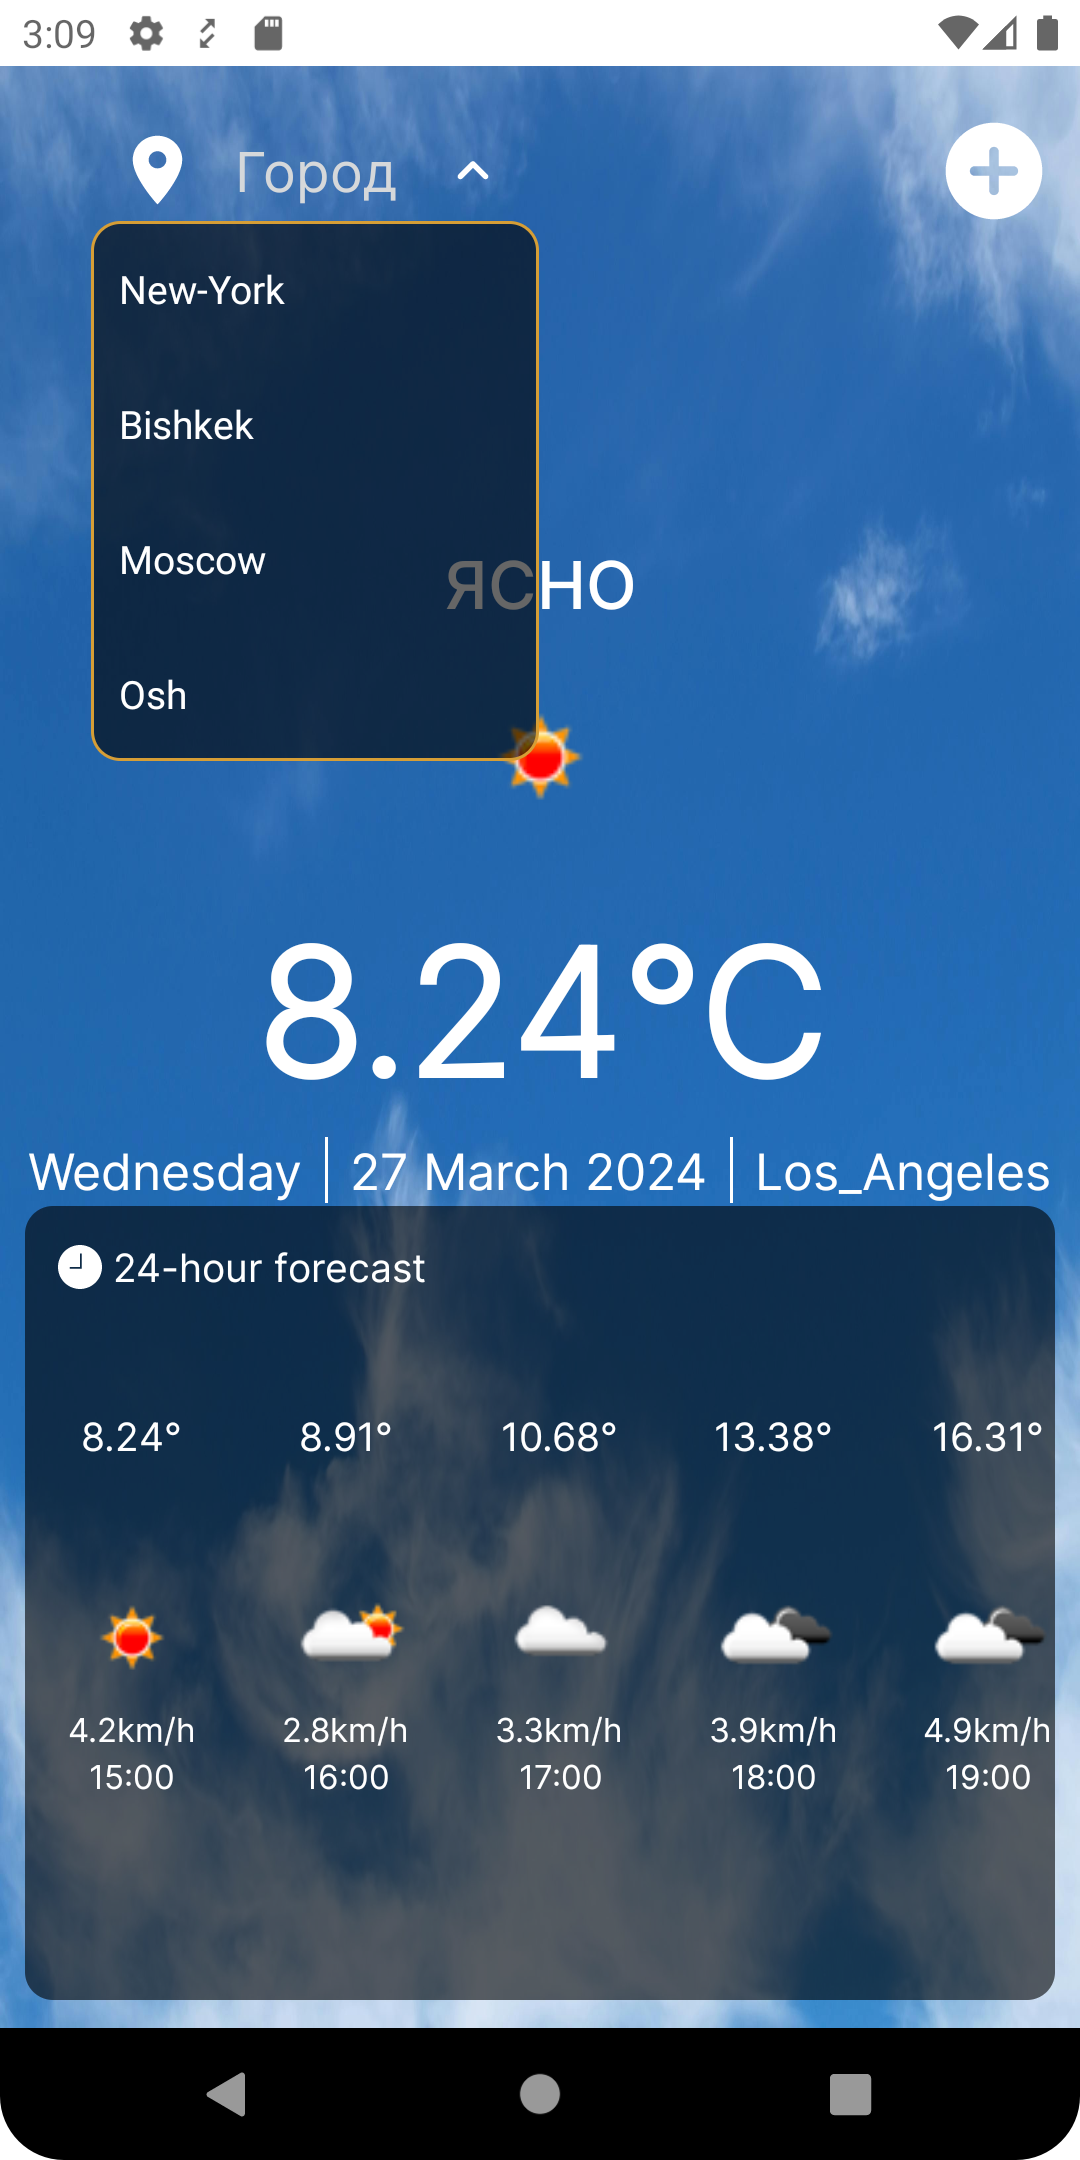 3:09
Город
New-York
Bishkek
Moscow
Osh
ЯСНО
8.24°C
Wednesday | 27 March 2024 | Los_Angeles
24-hour forecast
8.24° 8.91° 10.68° 13.38° 16.31°
4.2km/h 2.8km/h 3.3km/h 3.9km/h 4.9km/h
15:00 16:00 17:00 18:00 19:00